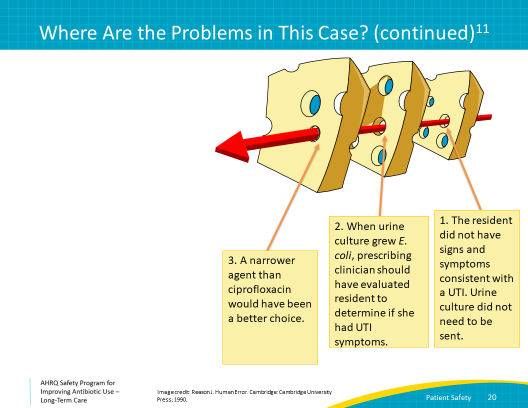 Where Are the Problems in This Case? (continued)11
1. The resident
did not have
signs and
symptoms
consistent with
a UTI. Urine
culture did not
need to be
sent.
2. When urine
culture grew E.
coli, prescribing
clinician should
have evaluated
resident to
determine if she
had UTI
symptoms.
3. A narrower
agent than
ciprofloxacin
would have been
a better choice.
AHRQ Safety Program for
Improving Antibiotic Use –
Long-Term Care
Image credit: Reason J. Human Error. Cambridge: Cambridge University
Press; 1990.
Patient Safety 20